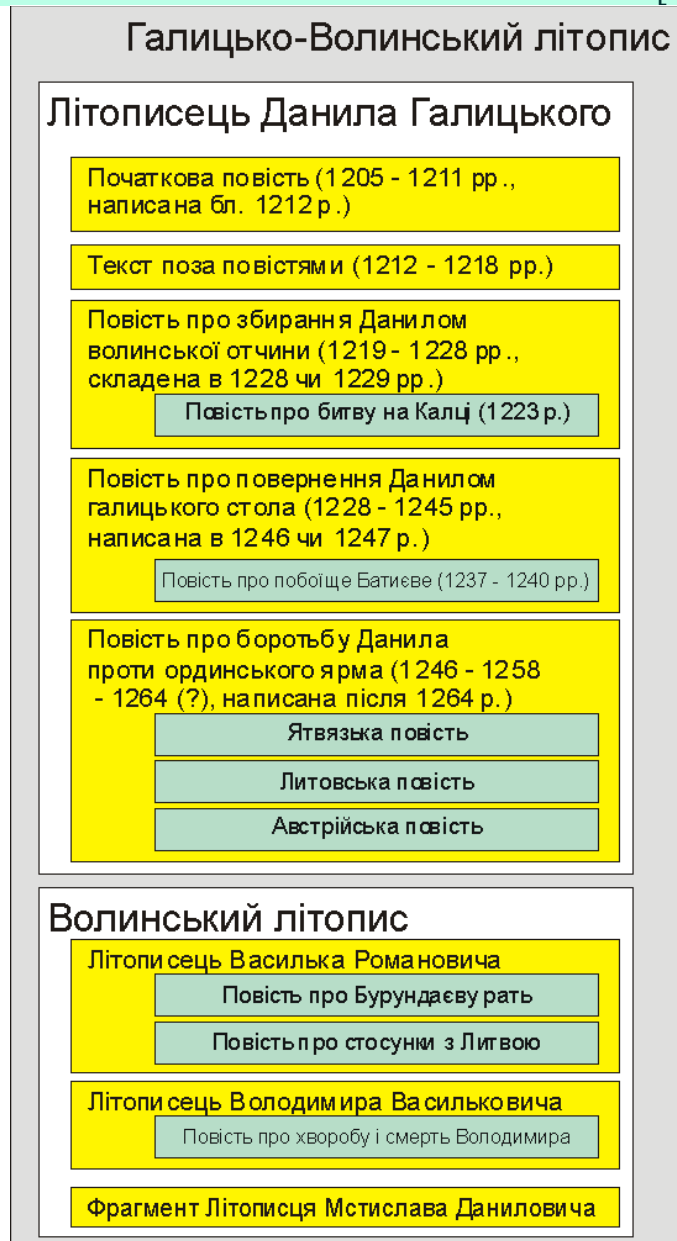 Галицько-Волинський літопис
Літописець Данила Галицького
Початкова повість (1205 - 1211 рр.,
написана бл. 1212 р.)
Текст поза повістями (1212 - 1218 рр.)
Повість про збирання Данилом
волинської отчини (1219 - 1228 рр.,
складена в 1228 чи 1229 рр.)
Повість про битву на Калці (1223 р.)
Повість про повернення Данилом
галицького стола (1228 - 1245 рр.,
написана в 1246 чи 1247 р.)
Повість про побоїще Батиєве (1237 - 1240 рр.)
Повість про боротьбу Данила
проти ординського ярма (1246 - 1258
- 1264 (?), написана після 1264 р.)
Ятвязька повість
Литовська повість
Австрійська повість
Волинський літопис
Літописець Василька Романовича
Повість про Бурундаєву рать
Повість про стосунки з Литвою
Літописець Володимира Васильковича
Повість про хворобу і смерть Володимира
Фрагмент Літописця Мстислава Даниловича